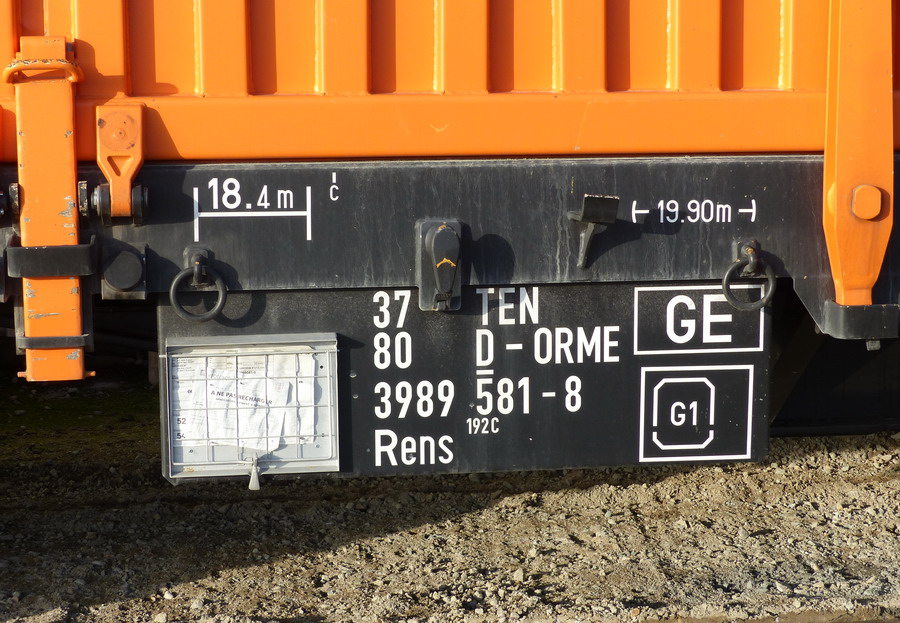 18.4 m
C
19.90m
37 TEN
80 D-ORME
3989 581-8
192C
Rens
GE
G1
A NE PAS RECHARGER
52
54